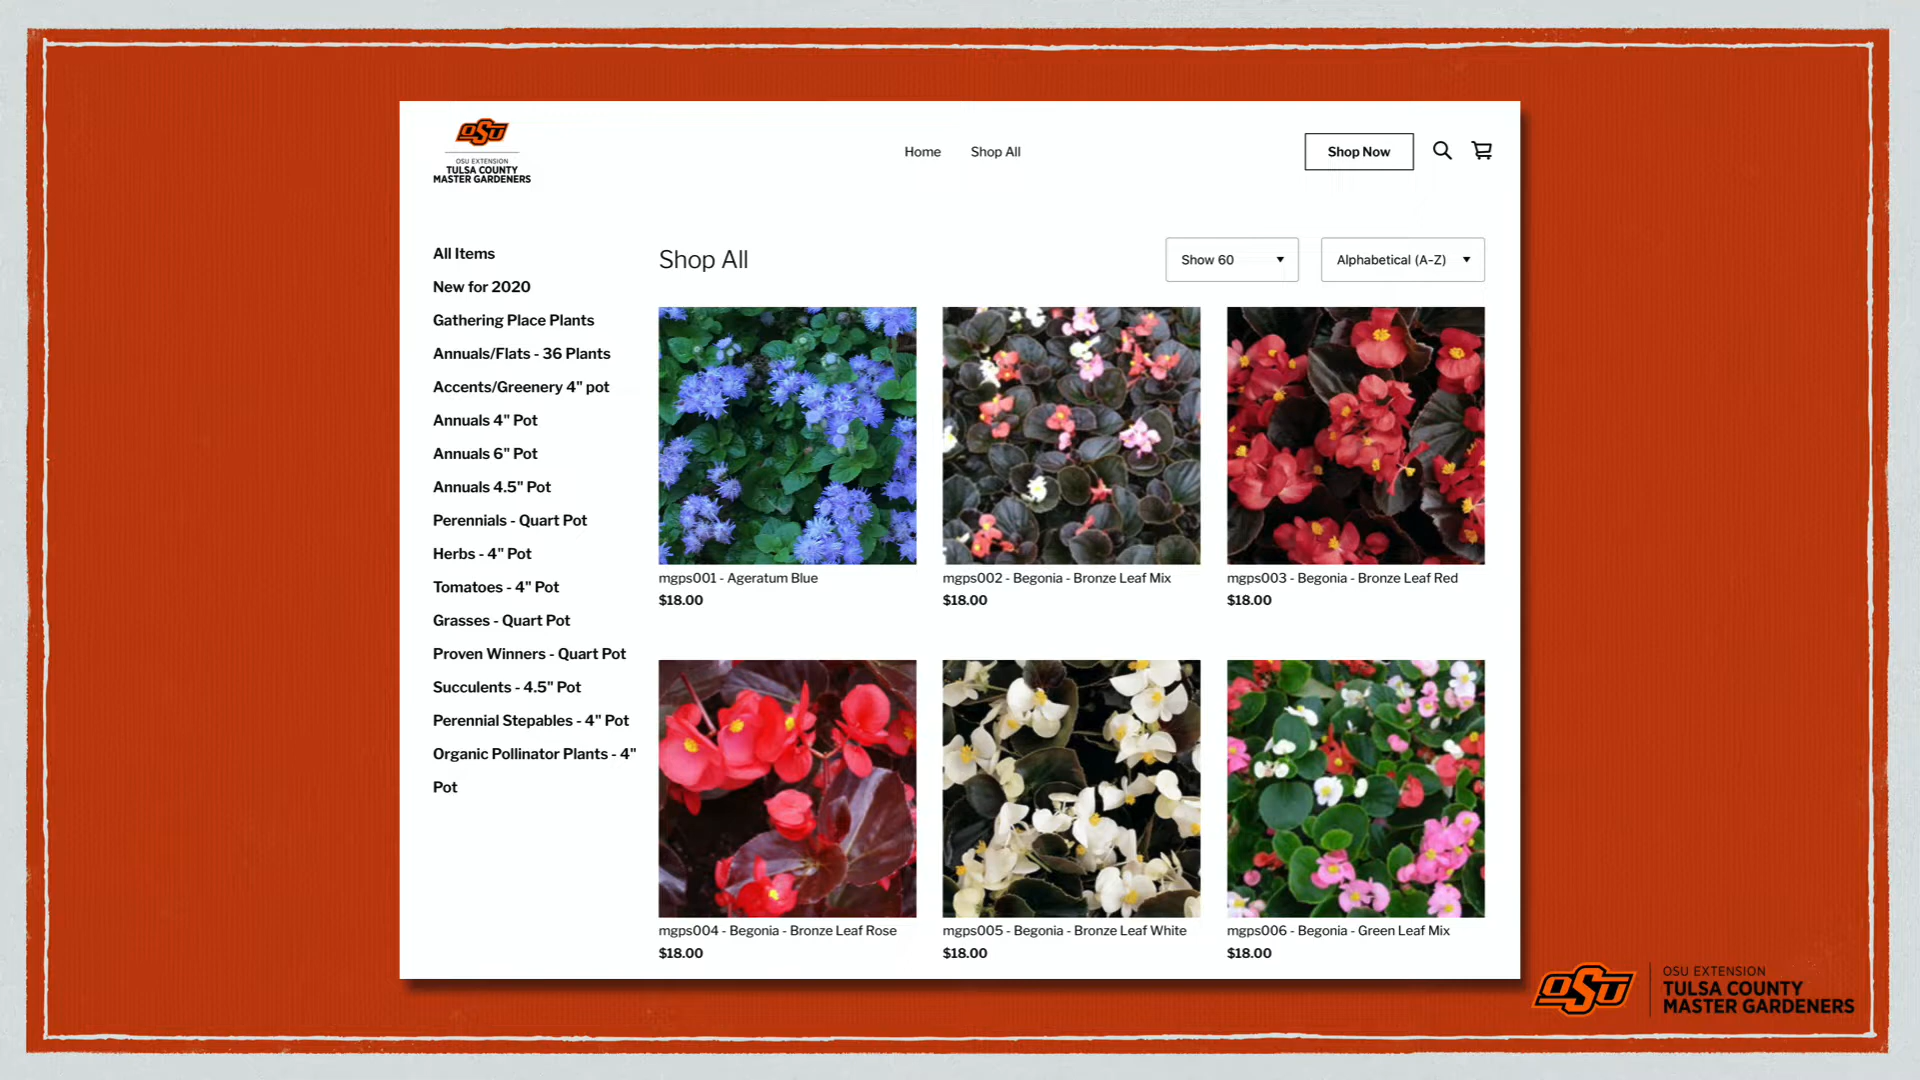 OSU
OSU EXTENSION
TULSA COUNTY
MASTER GARDENERS
Home
Shop All
Shop Now
All Items
New for 2020
Gathering Place Plants
Annuals/Flats - 36 Plants
Accents/Greenery 4" pot
Annuals 4" Pot
Annuals 6" Pot
Annuals 4.5" Pot
Perennials - Quart Pot
Herbs - 4" Pot
Tomatoes - 4" Pot
Grasses - Quart Pot
Proven Winners - Quart Pot
Succulents - 4.5" Pot
Perennial Stepables - 4" Pot
Organic Pollinator Plants - 4"
Pot
Shop All
Show 60
Alphabetical (A-Z)
mgps001 - Ageratum Blue
$18.00
mgps002 - Begonia - Bronze Leaf Mix
$18.00
mgps003 - Begonia - Bronze Leaf Red
$18.00
mgps004 - Begonia - Bronze Leaf Rose
$18.00
mgps005 - Begonia - Bronze Leaf White
$18.00
mgps006 - Begonia - Green Leaf Mix
$18.00
OSU
OSU EXTENSION
TULSA COUNTY
MASTER GARDENERS